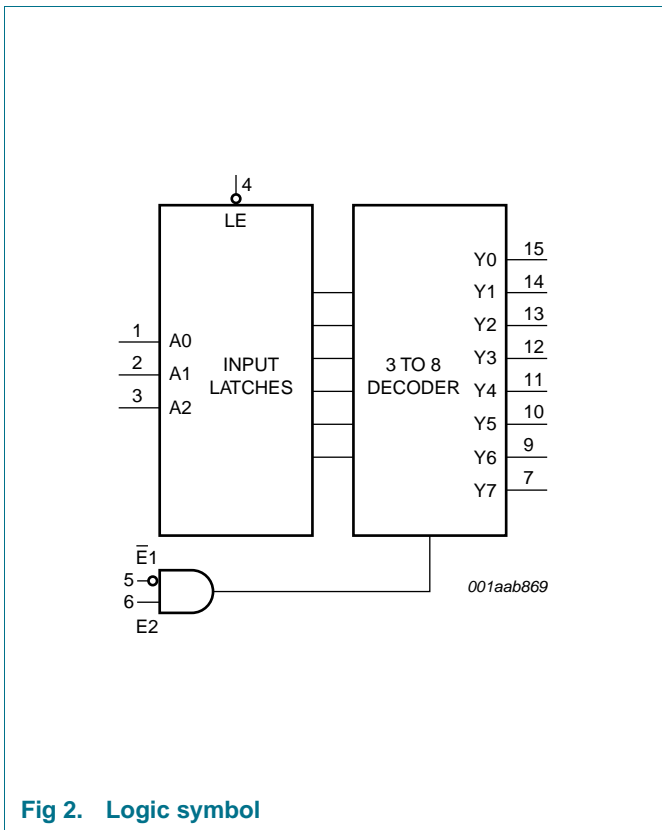 4
LE
1 A0
2 A1
3 A2
INPUT
LATCHES
3 TO 8
DECODER
Y0 15
Y1 14
Y2 13
Y3 12
Y4 11
Y5 10
Y6 9
Y7 7
E̅1
5
6
E2
001aab869
Fig 2. Logic symbol